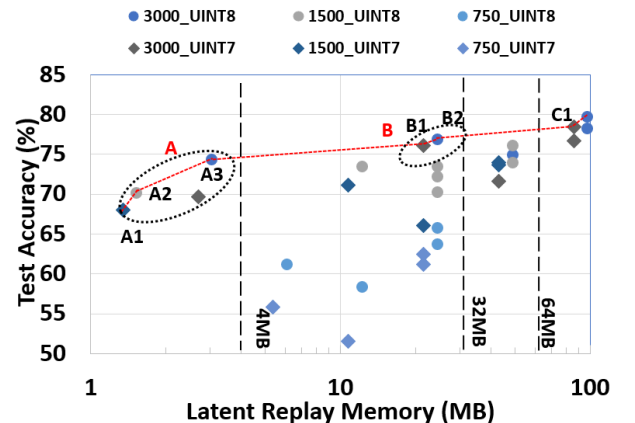 3000_UINT8 1500_UINT8 750_UINT8
3000_UINT7 1500_UINT7 750_UINT7
85
80
75
70
65
60
55
50
Test Accuracy (%)
A
A1
A2
A3
B
B1
B2
C1
4MB
32MB
64MB
1 10 100
Latent Replay Memory (MB)